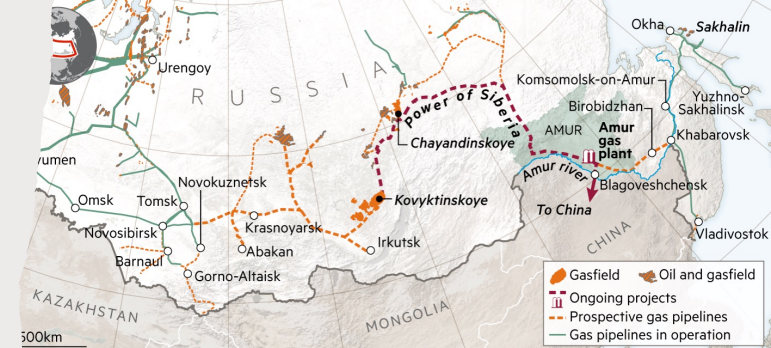 Okha
Sakhalin
Urengoy
RUSSIA
Komsomolsk-on-Amur
Yuzhno-
Sakhalinsk
Power of Siberia
Birobidzhan
AMUR
Amur
gas
plant
Khabarovsk
Chayandinskoye
yumen
Amur river
Blagoveshchensk
Novokuznetsk
Omsk
Tomsk
Kovyktinskoye
To China
Novosibirsk
Krasnoyarsk
Vladivostok
Irkutsk
Barnaul
Abakan
CHINA
Gorno-Altaisk
KAZAKHSTAN
MONGOLIA
500km
Gasfield
Oil and gasfield
Ongoing projects
Prospective gas pipelines
Gas pipelines in operation